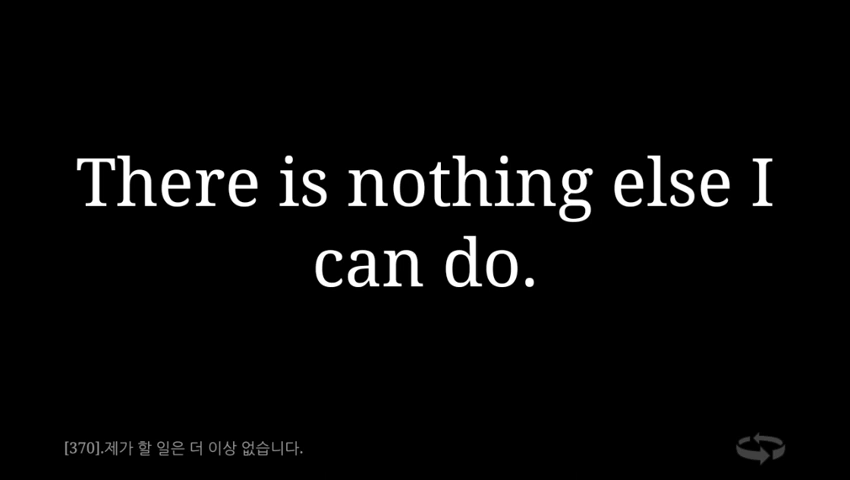 There is nothing else I
can do.
[370].제가 할 일은 더 이상 없습니다.